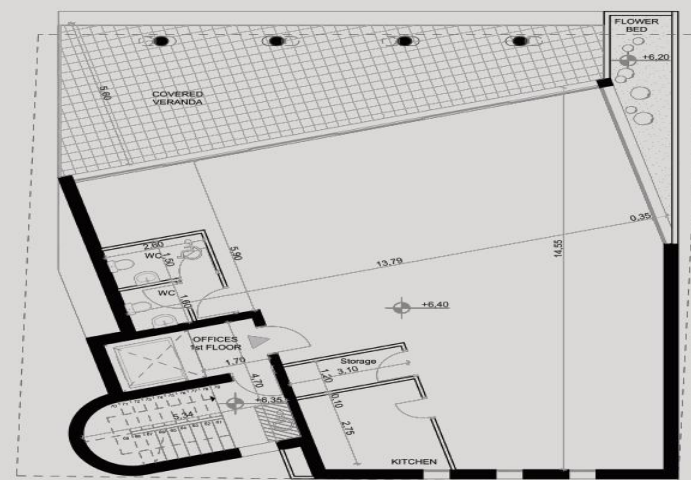 FLOWER
BED
+6,20
5,60
COVERED
VERANDA
0,35
2,60
WC
1,50
5,90
13,79
14,55
WC
1,60
+6,40
OFFICES
1st FLOOR
1,70
Storage
3,10
1,20
4,70
+6,35
0,10
5,34
2,75
KITCHEN